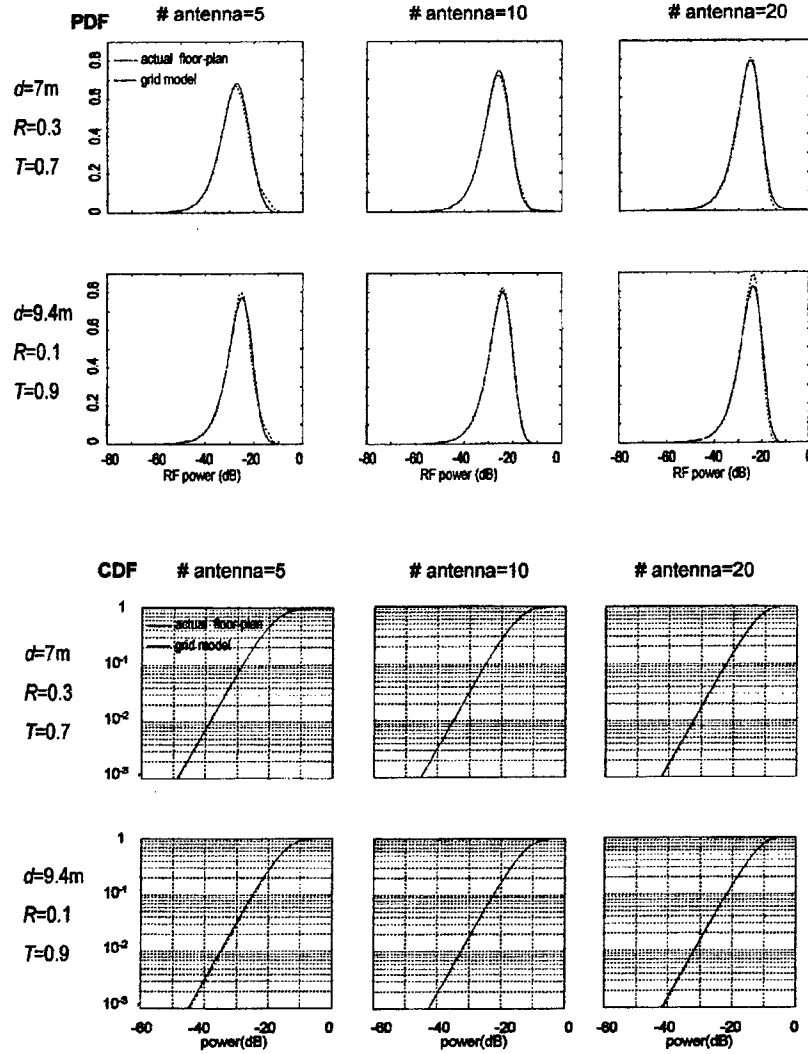 PDF
# antenna=5 # antenna=10 # antenna=20
actual floor-plan
grid model
d=7m
R=0.3
T=0.7
0.8
0.6
0.4
0.2
0
d=9.4m
R=0.1
T=0.9
0.8
0.6
0.4
0.2
0
-80 -60 -40 -20 0 -80 -60 -40 -20 0 -80 -60 -40 -20 0
RF power (dB) RF power (dB) RF power (dB)
CDF # antenna=5 # antenna=10 # antenna=20
actual floor-plan
grid model
d=7m
R=0.3
T=0.7
1
10-1
10-2
10-3
d=9.4m
R=0.1
T=0.9
1
10-1
10-2
10-3
-60 -40 -20 0 -60 -40 -20 0 -60 -40 -20 0
power(dB) power(dB) power(dB)